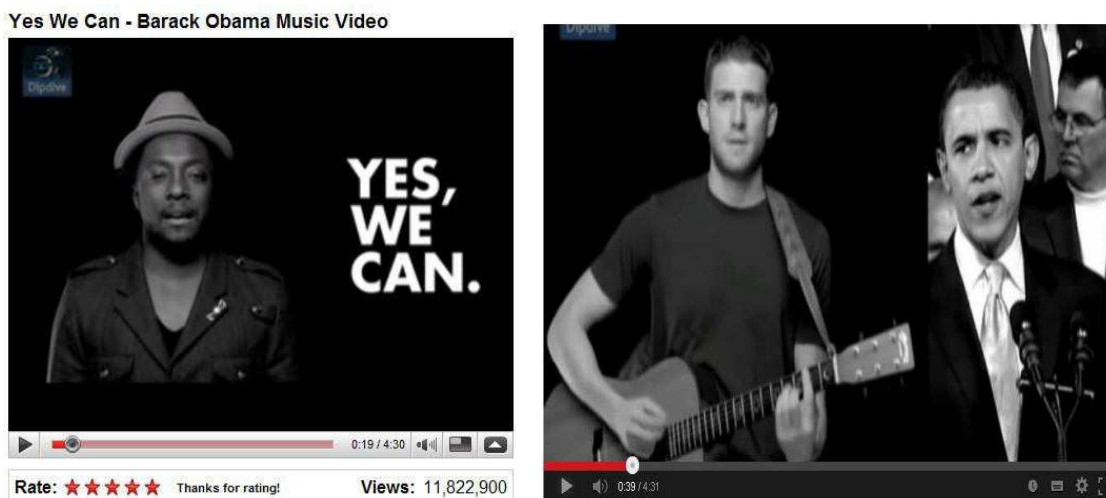 Yes We Can - Barack Obama Music Video
Dipdive
YES,
WE
CAN.
0:19 / 4:30
Rate:
Thanks for rating!
Views: 11,822,900
Dipdive
0:39 / 4:31